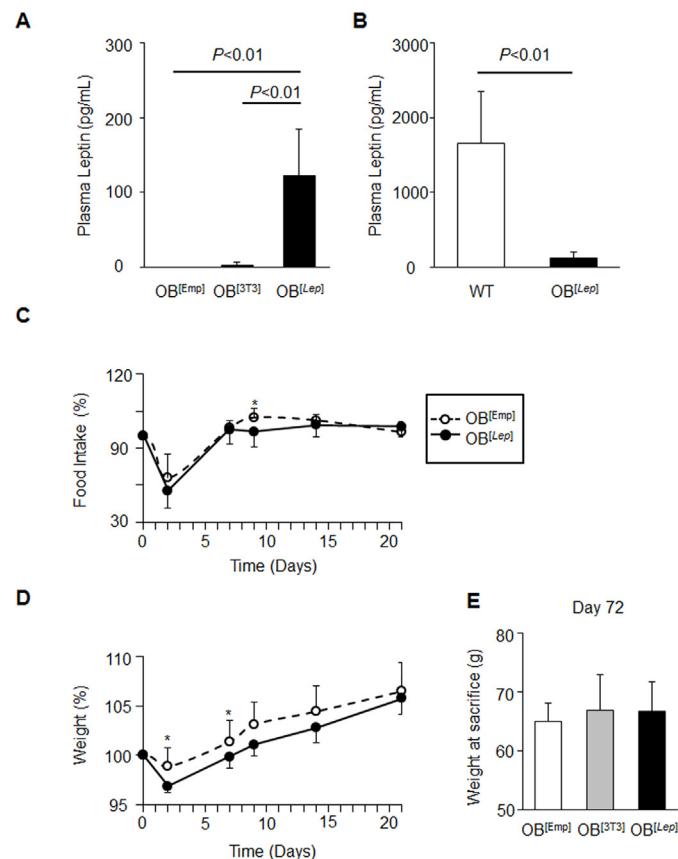 A
B
300
200
100
0
Plasma Leptin (pg/mL)
P<0.01
P<0.01
OB[Emp]
OB[3T3]
OB[Lep]
3000
2000
1000
0
Plasma Leptin (pg/mL)
P<0.01
WT
OB[Lep]
C
120
90
30
Food Intake (%)
*
0
5
10
15
20
Time (Days)
OB[Emp]
OB[Lep]
D
110
105
100
95
Weight (%)
*
*
0
5
10
15
20
Time (Days)
E
Day 72
80
70
60
50
Weight at sacrifice (g)
OB[Emp]
OB[3T3]
OB[Lep]